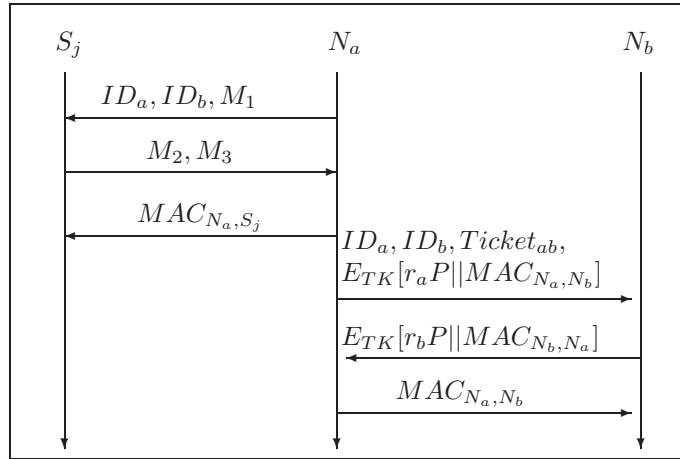 S_j N_a N_b
ID_a, ID_b, M_1
M_2, M_3
MAC_{N_a,S_j}
ID_a, ID_b, Ticket_{ab},
E_{TK}[r_aP||MAC_{N_a,N_b}]
E_{TK}[r_bP||MAC_{N_b,N_a}]
MAC_{N_a,N_b}